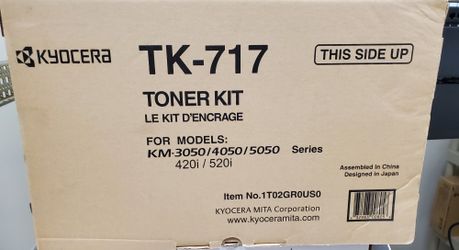 KYOCERA
TK-717
THIS SIDE UP
TONER KIT
LE KIT D'ENCRAGE
FOR MODELS:
KM-3050/4050/5050 Series
420i / 520i
Assembled in China
Designed in Japan
Item No.1T02GR0US0
KYOCERA MITA Corporation
www.kyoceramita.com